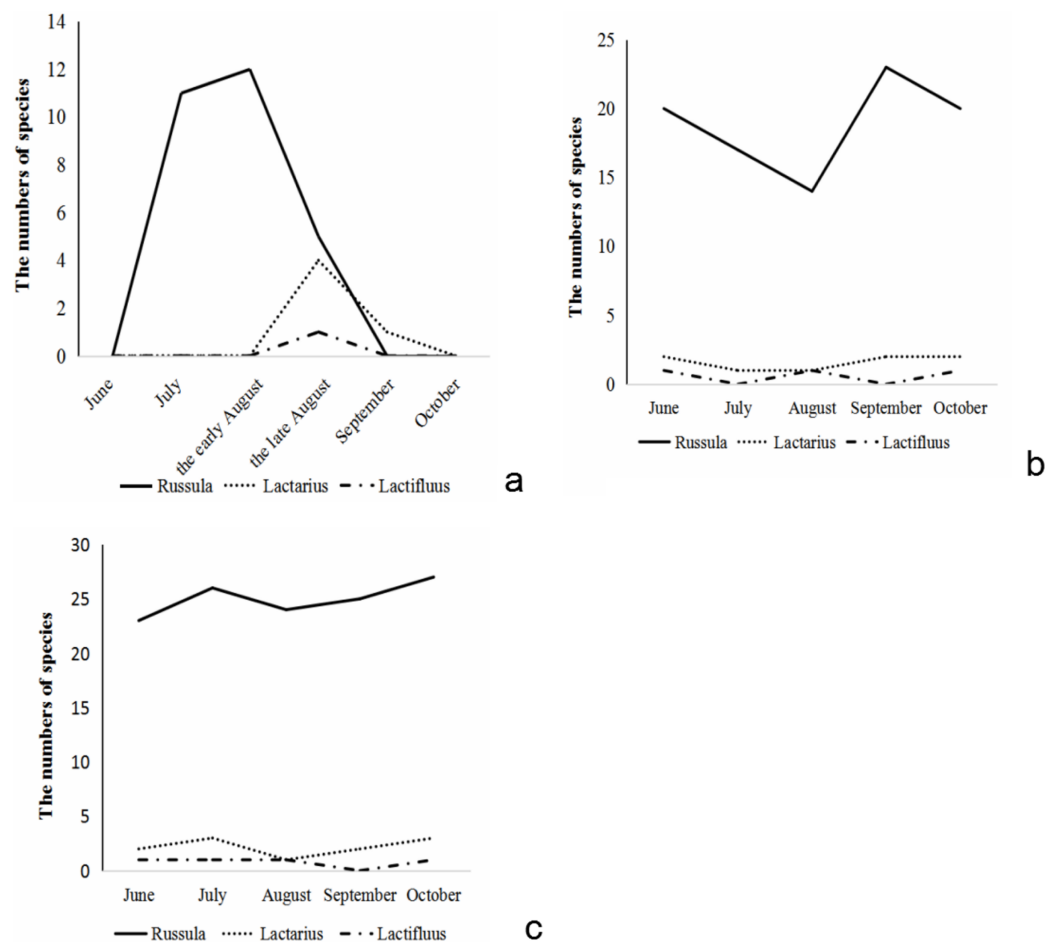 The numbers of species
14
12
10
8
6
4
2
0
June
July
the early August
the late August
September
October
Russula Lactarius Lactifluus
a
The numbers of species
25
20
15
10
5
0
June July August September October
Russula Lactarius Lactifluus
b
The numbers of species
30
25
20
15
10
5
0
June July August September October
Russula Lactarius Lactifluus
c